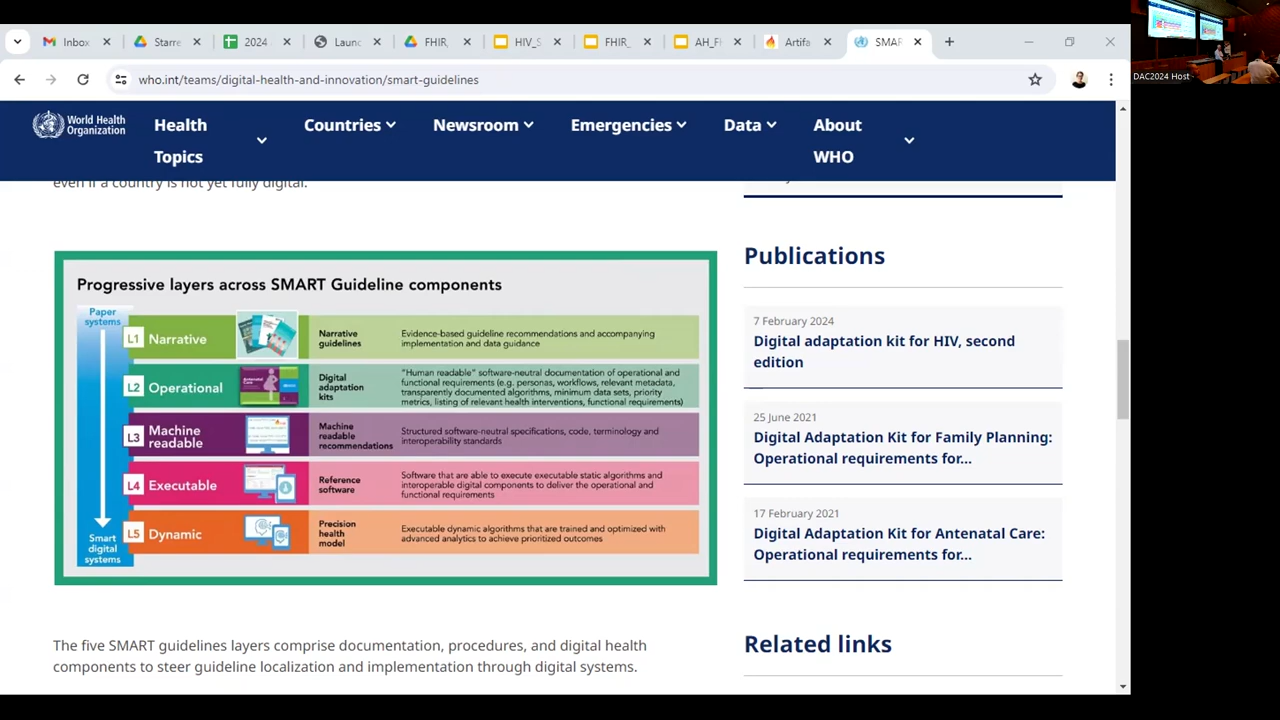 Inbox
Starre
2024
Launc
FHIR_
HIV_S
FHIR_
AH_Fh
Artifa
SMAR
who.int/teams/digital-health-and-innovation/smart-guidelines
DAC2024 Host
World Health
Organization
Health
Topics
Countries
Newsroom
Emergencies
Data
About
WHO
even if a country is not yet fully digital.
Progressive layers across SMART Guideline components
Paper
systems
L1 Narrative
Narrative
guidelines
Evidence-based guideline recommendations and accompanying
implementation and data guidance
L2 Operational
Digital
adaptation
kits
"Human readable" software-neutral documentation of operational and
functional requirements (e.g. personas, workflows, relevant metadata,
transparently documented algorithms, minimum data sets, priority
metrics, listing of relevant health interventions, functional requirements)
L3 Machine
readable
Machine
readable
recommendations
Structured software-neutral specifications, code, terminology and
interoperability standards
L4 Executable
Reference
software
Software that are able to execute executable static algorithms and
interoperable digital components to deliver the operational and
functional requirements
L5 Dynamic
Precision
health
model
Executable dynamic algorithms that are trained and optimized with
advanced analytics to achieve prioritized outcomes
Smart
digital
systems
The five SMART guidelines layers comprise documentation, procedures, and digital health
components to steer guideline localization and implementation through digital systems.
Publications
7 February 2024
Digital adaptation kit for HIV, second
edition
25 June 2021
Digital Adaptation Kit for Family Planning:
Operational requirements for...
17 February 2021
Digital Adaptation Kit for Antenatal Care:
Operational requirements for...
Related links